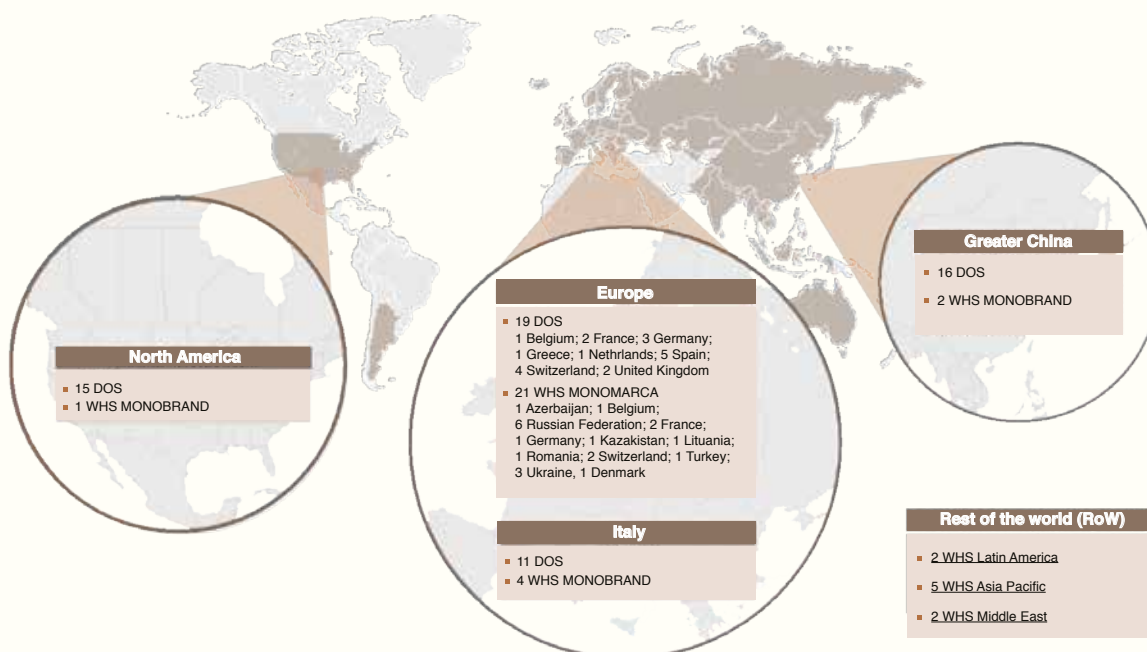 North America
15 DOS
1 WHS MONOBRAND
Europe
19 DOS
1 Belgium; 2 France; 3 Germany;
1 Greece; 1 Nethrlands; 5 Spain;
4 Switzerland; 2 United Kingdom
21 WHS MONOMARCA
1 Azerbaijan; 1 Belgium;
6 Russian Federation; 2 France;
1 Germany; 1 Kazakistan; 1 Lituania;
1 Romania; 2 Switzerland; 1 Turkey;
3 Ukraine, 1 Denmark
Italy
11 DOS
4 WHS MONOBRAND
Greater China
16 DOS
2 WHS MONOBRAND
Rest of the world (RoW)
2 WHS Latin America
5 WHS Asia Pacific
2 WHS Middle East